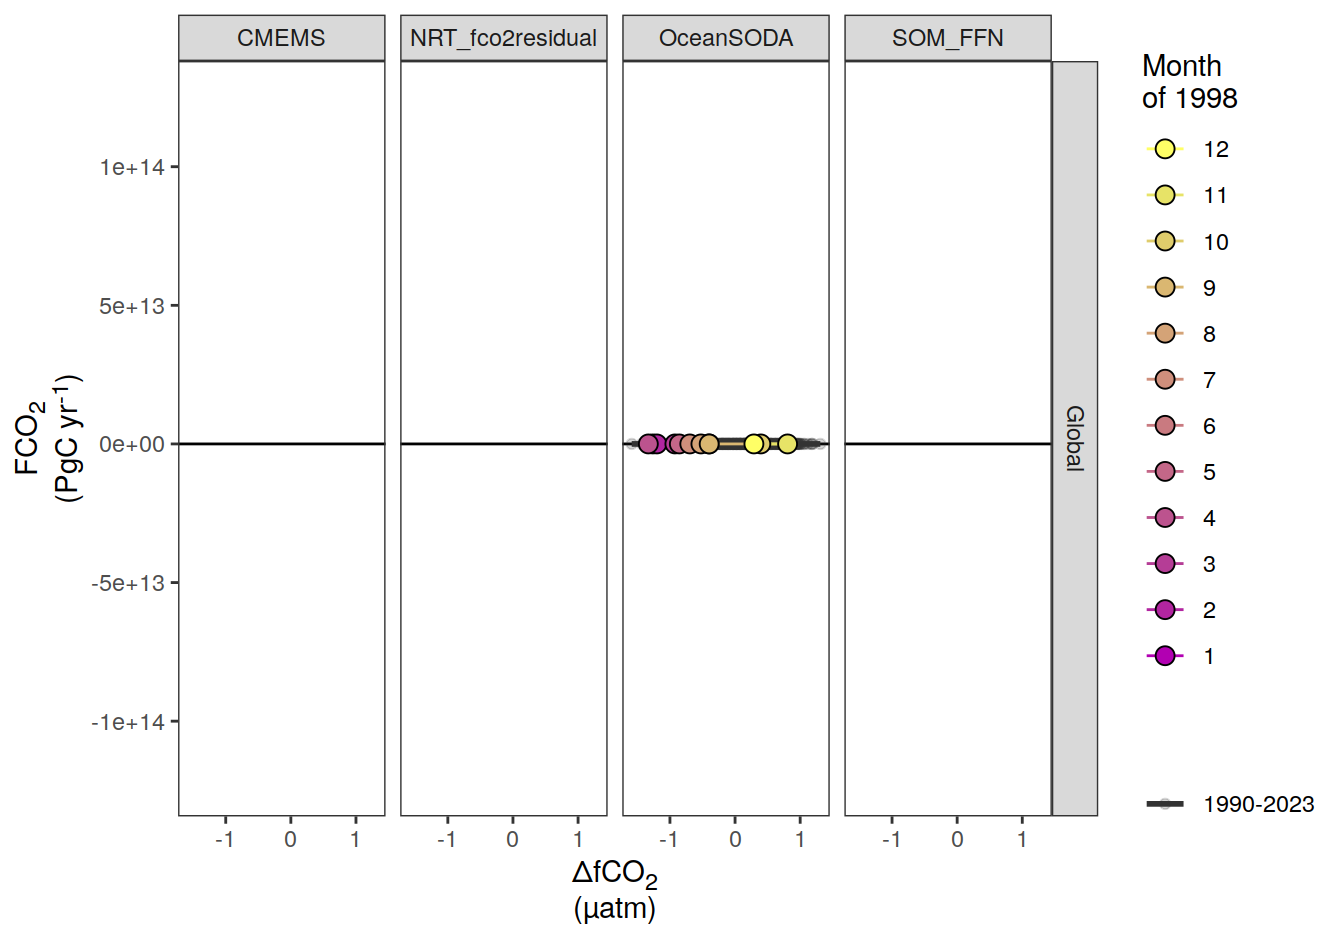 CMEMS
NRT_fco2residual
OceanSODA
SOM_FFN
Global
1e+14
5e+13
0e+00
-5e+13
-1e+14
FCO2
(PgC yr-1)
-1 0 1
-1 0 1
-1 0 1
-1 0 1
ΔfCO2
(µatm)
Month
of 1998
12
11
10
9
8
7
6
5
4
3
2
1
1990-2023